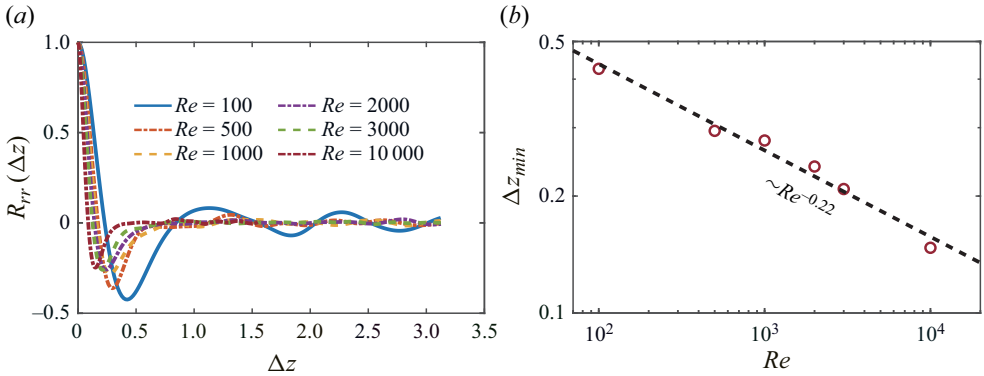 (a)
1.0
0.5
0
–0.5
R_rr (Δz)
Re = 100
Re = 500
Re = 1000
Re = 2000
Re = 3000
Re = 10 000
0 0.5 1.0 1.5 2.0 2.5 3.0 3.5
Δz
(b)
0.5
0.2
0.1
Δz_min
~Re^–0.22
10^2 10^3 10^4
Re